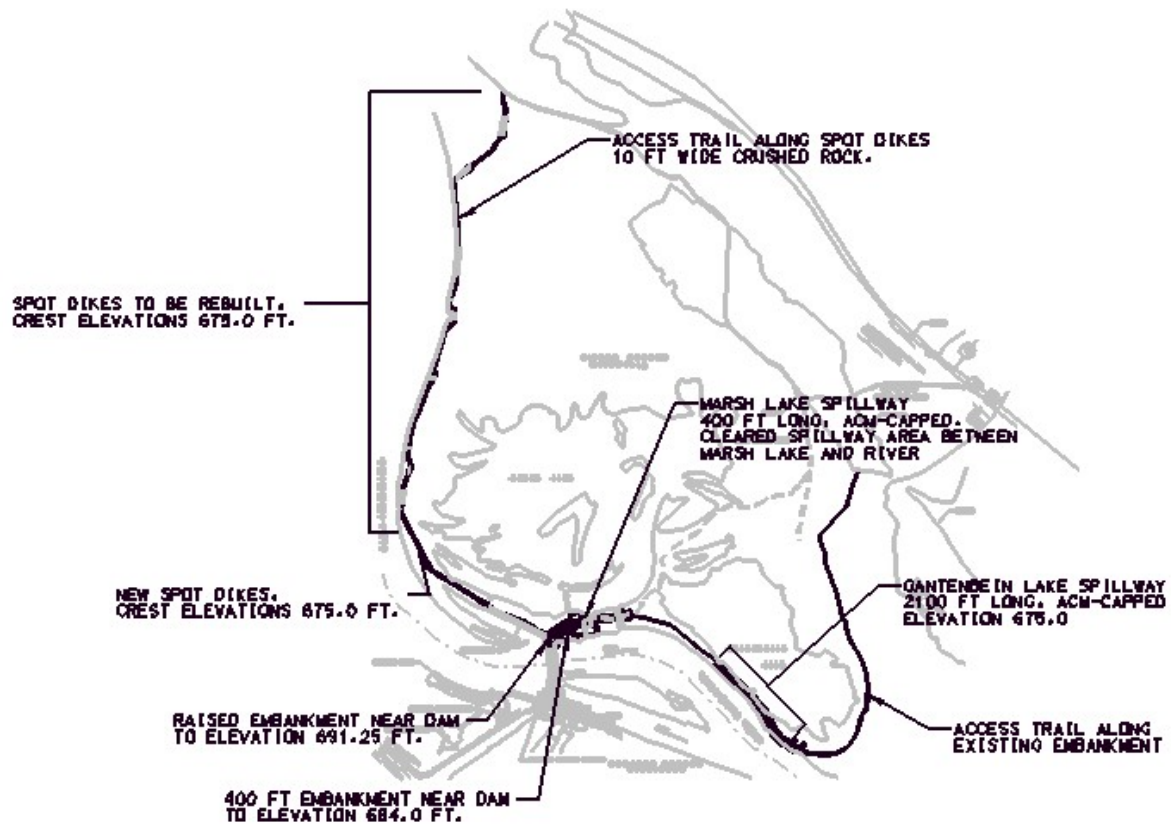 ACCESS TRAIL ALONG SPOT DIKES
10 FT WIDE CRUSHED ROCK.
SPOT DIKES TO BE REBUILT.
CREST ELEVATIONS 675.0 FT.
MARSH LAKE SPILLWAY
400 FT LONG, ACM-CAPPED.
CLEARED SPILLWAY AREA BETWEEN
MARSH LAKE AND RIVER
NEW SPOT DIKES.
CREST ELEVATIONS 675.0 FT.
GANTENBEIN LAKE SPILLWAY
2100 FT LONG, ACM-CAPPED
ELEVATION 675.0
RAISED EMBANKMENT NEAR DAM
TO ELEVATION 691.25 FT.
ACCESS TRAIL ALONG
EXISTING EMBANKMENT
400 FT EMBANKMENT NEAR DAM
TO ELEVATION 684.0 FT.